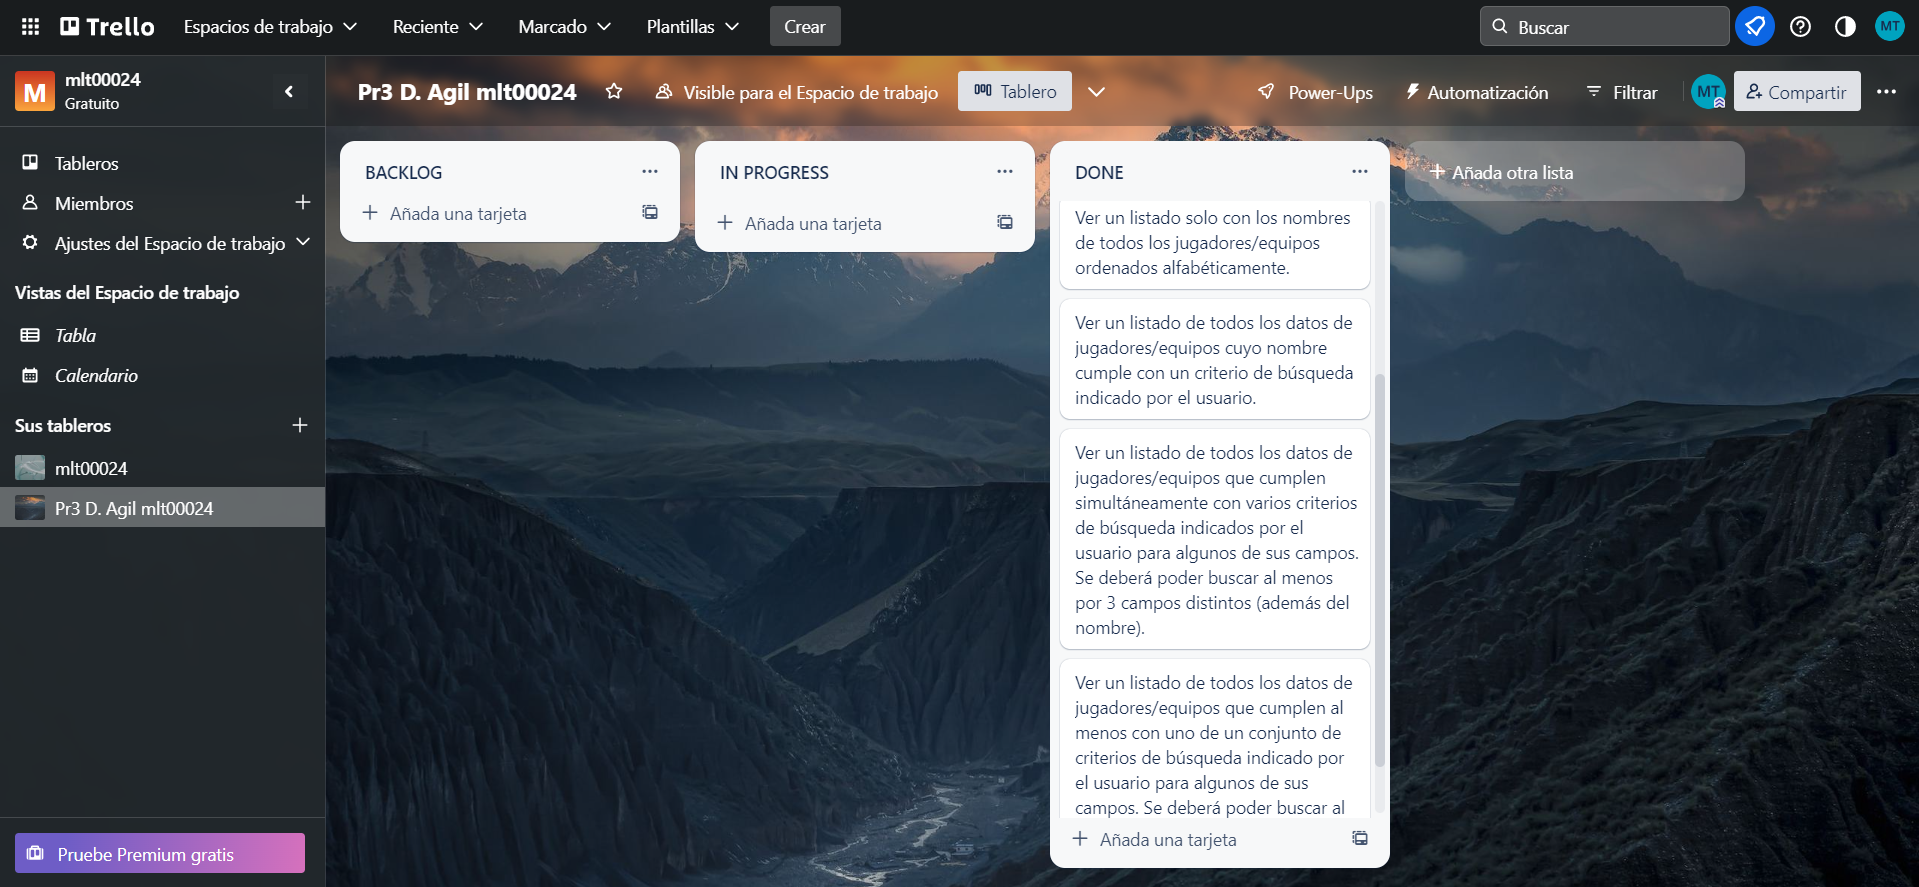 Trello
Espacios de trabajo
Reciente
Marcado
Plantillas
Crear
Buscar
MT
M
mlt00024
Gratuito
Pr3 D. Agil mlt00024
Visible para el Espacio de trabajo
Tablero
Power-Ups
Automatización
Filtrar
MT
Compartir
Tableros
Miembros
Ajustes del Espacio de trabajo
Vistas del Espacio de trabajo
Tabla
Calendario
Sus tableros
mlt00024
Pr3 D. Agil mlt00024
Pruebe Premium gratis
BACKLOG
Añada una tarjeta
IN PROGRESS
Añada una tarjeta
DONE
Ver un listado solo con los nombres
de todos los jugadores/equipos
ordenados alfabéticamente.
Ver un listado de todos los datos de
jugadores/equipos cuyo nombre
cumple con un criterio de búsqueda
indicado por el usuario.
Ver un listado de todos los datos de
jugadores/equipos que cumplen
simultáneamente con varios criterios
de búsqueda indicados por el
usuario para algunos de sus campos.
Se deberá poder buscar al menos
por 3 campos distintos (además del
nombre).
Ver un listado de todos los datos de
jugadores/equipos que cumplen al
menos con uno de un conjunto de
criterios de búsqueda indicado por
el usuario para algunos de sus
campos. Se deberá poder buscar al
Añada una tarjeta
Añada otra lista